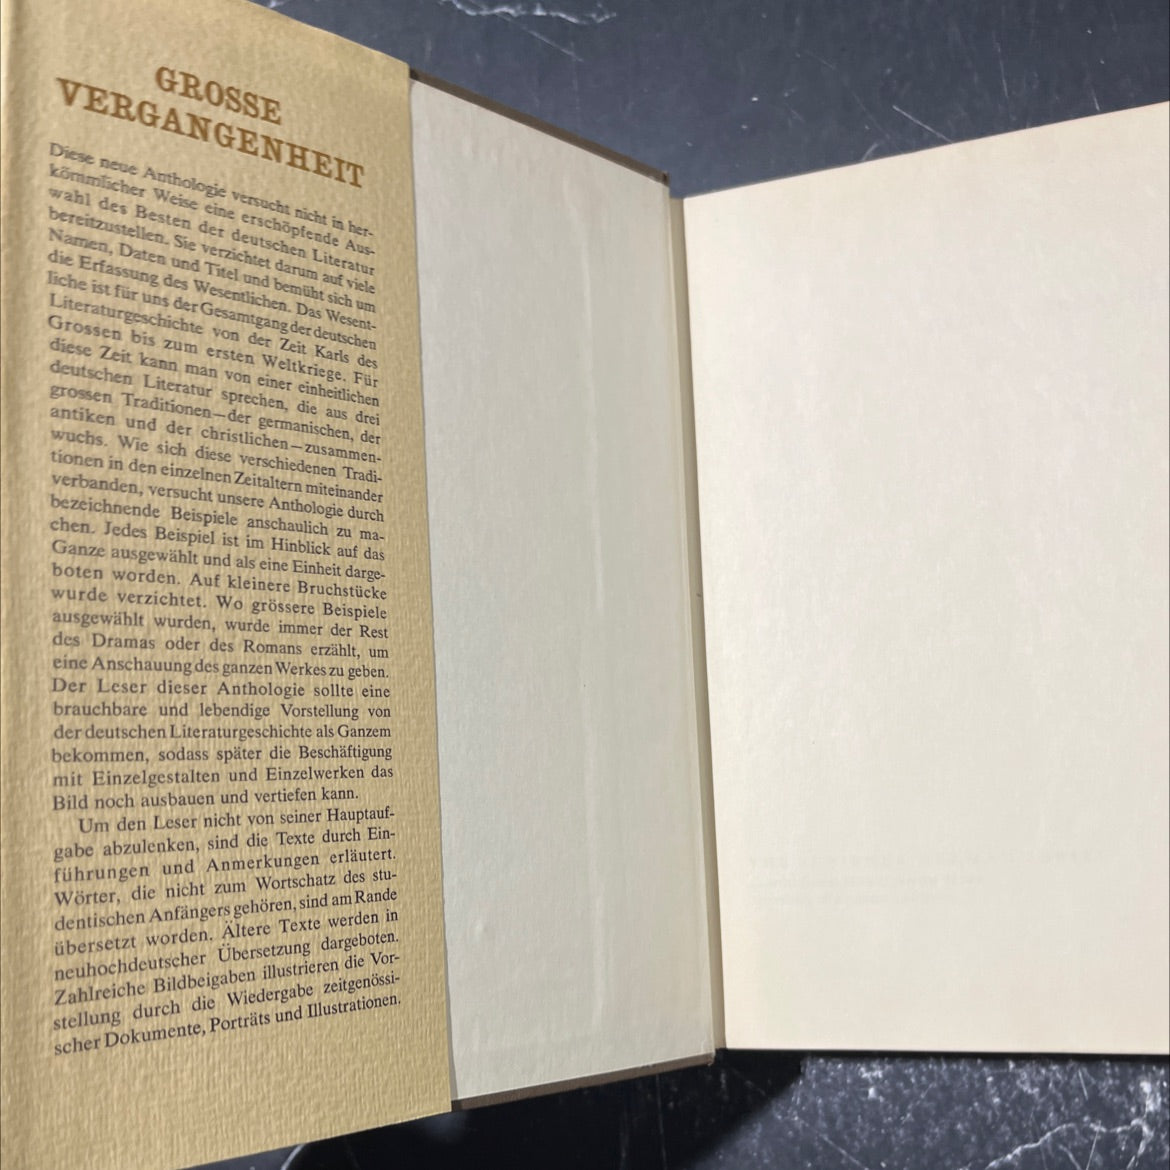 GROSSE
VERGANGENHEIT
Diese neue Anthologie versucht nicht in her-
kömmlicher Weise eine erschöpfende Aus-
wahl des Besten der deutschen Literatur
bereitzustellen. Sie verzichtet darum auf viele
Namen, Daten und Titel und bemüht sich um
die Erfassung des Wesentlichen. Das Wesent-
liche ist für uns der Gesamtgang der deutschen
Literaturgeschichte von der Zeit Karls des
Grossen bis zum ersten Weltkriege. Für
diese Zeit kann man von einer einheitlichen
deutschen Literatur sprechen, die aus drei
grossen Traditionen—der germanischen, der
antiken und der christlichen—zusammen-
wuchs. Wie sich diese verschiedenen Tradi-
tionen in den einzelnen Zeitaltern miteinander
verbanden, versucht unsere Anthologie durch
bezeichnende Beispiele anschaulich zu ma-
chen. Jedes Beispiel ist im Hinblick auf das
Ganze ausgewählt und als eine Einheit darge-
boten worden. Auf kleinere Bruchstücke
wurde verzichtet. Wo grössere Beispiele
ausgewählt wurden, wurde immer der Rest
des Dramas oder des Romans erzählt, um
eine Anschauung des ganzen Werkes zu geben.
Der Leser dieser Anthologie sollte eine
brauchbare und lebendige Vorstellung von
der deutschen Literaturgeschichte als Ganzem
bekommen, sodass später die Beschäftigung
mit Einzelgestalten und Einzelwerken das
Bild noch ausbauen und vertiefen kann.
Um den Leser nicht von seiner Hauptauf-
gabe abzulenken, sind die Texte durch Ein-
führungen und Anmerkungen erläutert.
Wörter, die nicht zum Wortschatz des stu-
dentischen Anfängers gehören, sind am Rande
übersetzt worden. Ältere Texte werden in
neuhochdeutscher Übersetzung dargeboten.
Zahlreiche Bildbeigaben illustrieren die Vor-
stellung durch die Wiedergabe zeitgenössi-
scher Dokumente, Porträts und Illustrationen.